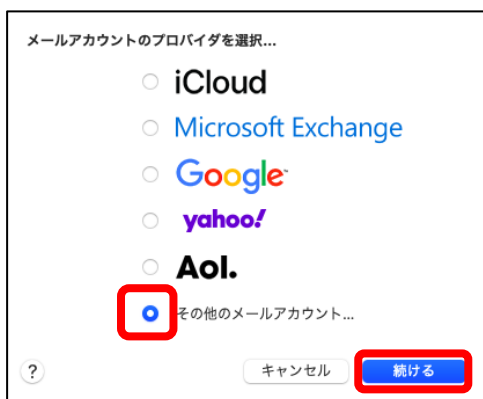 メールアカウントのプロバイダを選択...
iCloud
Microsoft Exchange
Google
yahoo!
Aol.
その他のメールアカウント...
? キャンセル 続ける